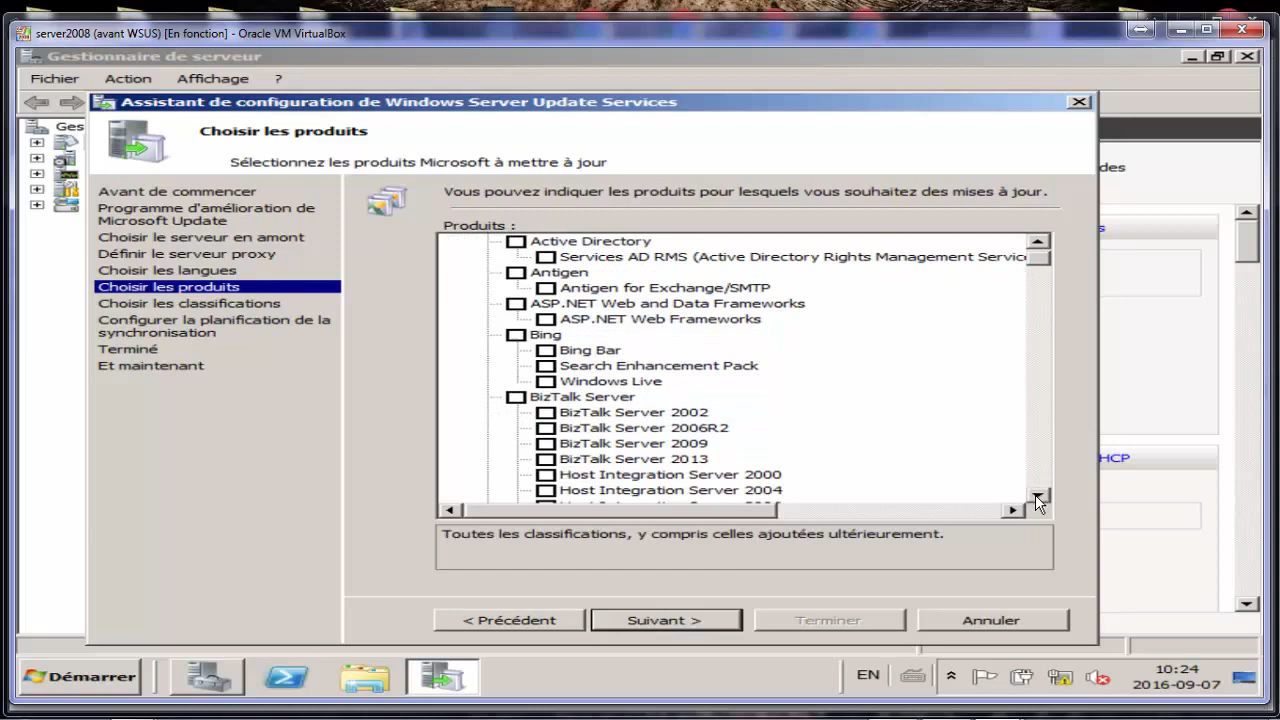 server2008 (avant WSUS) [En fonction] - Oracle VM VirtualBox
Gestionnaire de serveur
Fichier Action Affichage ?
Assistant de configuration de Windows Server Update Services
Ges
Choisir les produits
Sélectionnez les produits Microsoft à mettre à jour
des
Avant de commencer
Programme d'amélioration de
Microsoft Update
Choisir le serveur en amont
Définir le serveur proxy
Choisir les langues
Choisir les produits
Choisir les classifications
Configurer la planification de la
synchronisation
Terminé
Et maintenant
Vous pouvez indiquer les produits pour lesquels vous souhaitez des mises à jour.
Produits :
Active Directory
Services AD RMS (Active Directory Rights Management Servic
Antigen
Antigen for Exchange/SMTP
ASP.NET Web and Data Frameworks
ASP.NET Web Frameworks
Bing
Bing Bar
Search Enhancement Pack
Windows Live
BizTalk Server
BizTalk Server 2002
BizTalk Server 2006R2
BizTalk Server 2009
BizTalk Server 2013
Host Integration Server 2000
Host Integration Server 2004
s
HCP
Toutes les classifications, y compris celles ajoutées ultérieurement.
< Précédent Suivant > Terminer Annuler
Démarrer
EN
10:24
2016-09-07